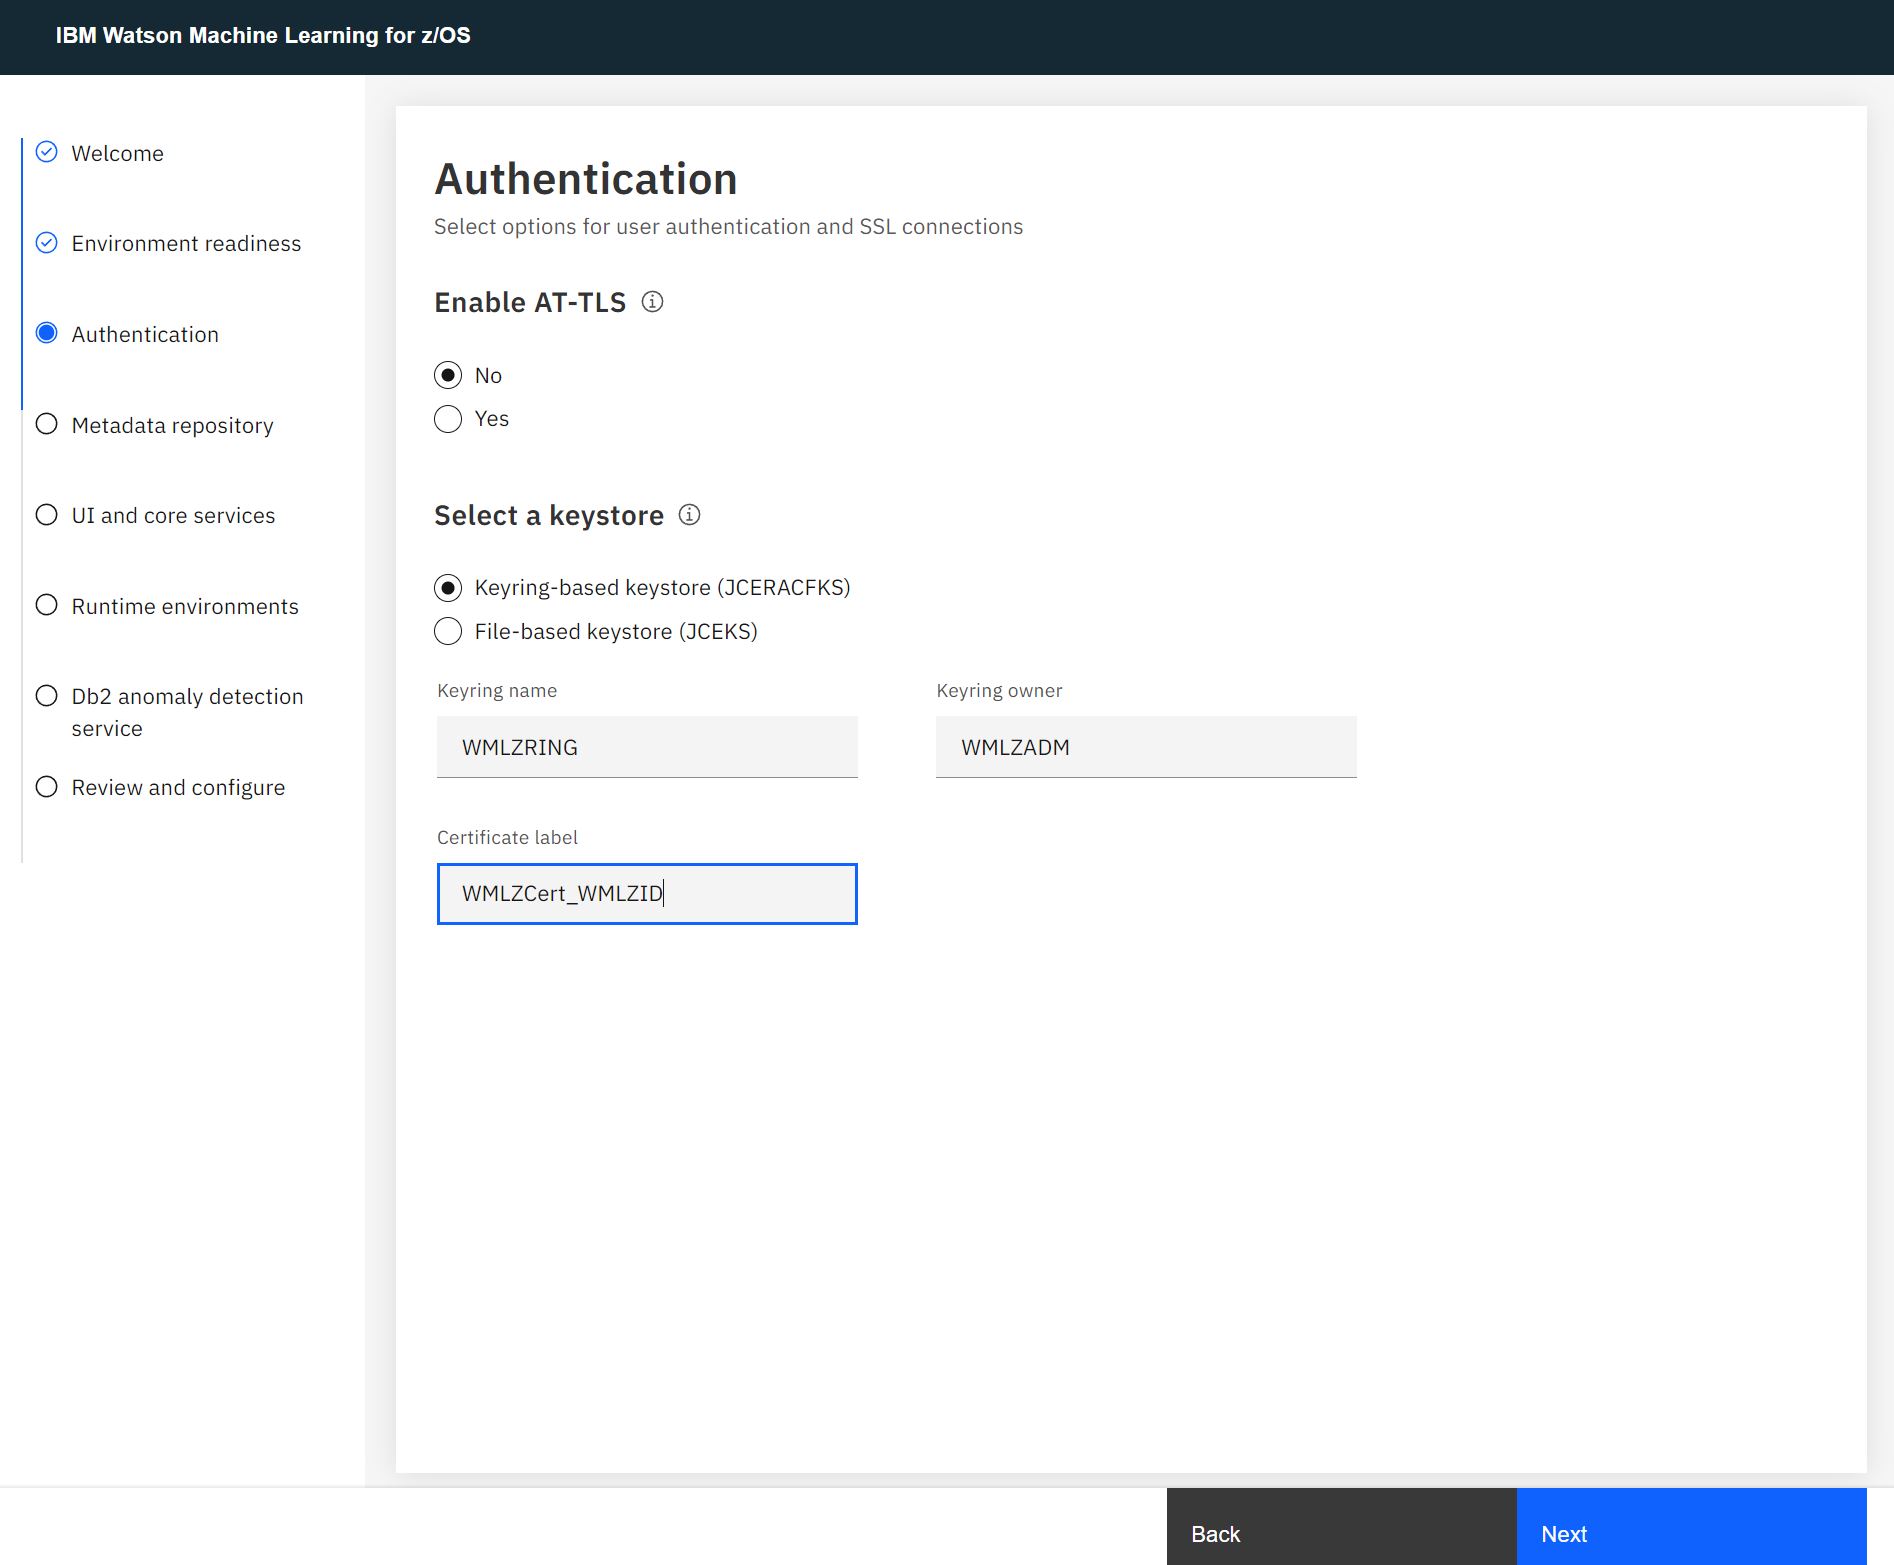 IBM Watson Machine Learning for z/OS
Welcome
Environment readiness
Authentication
Metadata repository
UI and core services
Runtime environments
Db2 anomaly detection
service
Review and configure
Authentication
Select options for user authentication and SSL connections
Enable AT-TLS
No
Yes
Select a keystore
Keyring-based keystore (JCERACFKS)
File-based keystore (JCEKS)
Keyring name
Keyring owner
WMLZRING
WMLZADM
Certificate label
WMLZCert_WMLZID
Back
Next